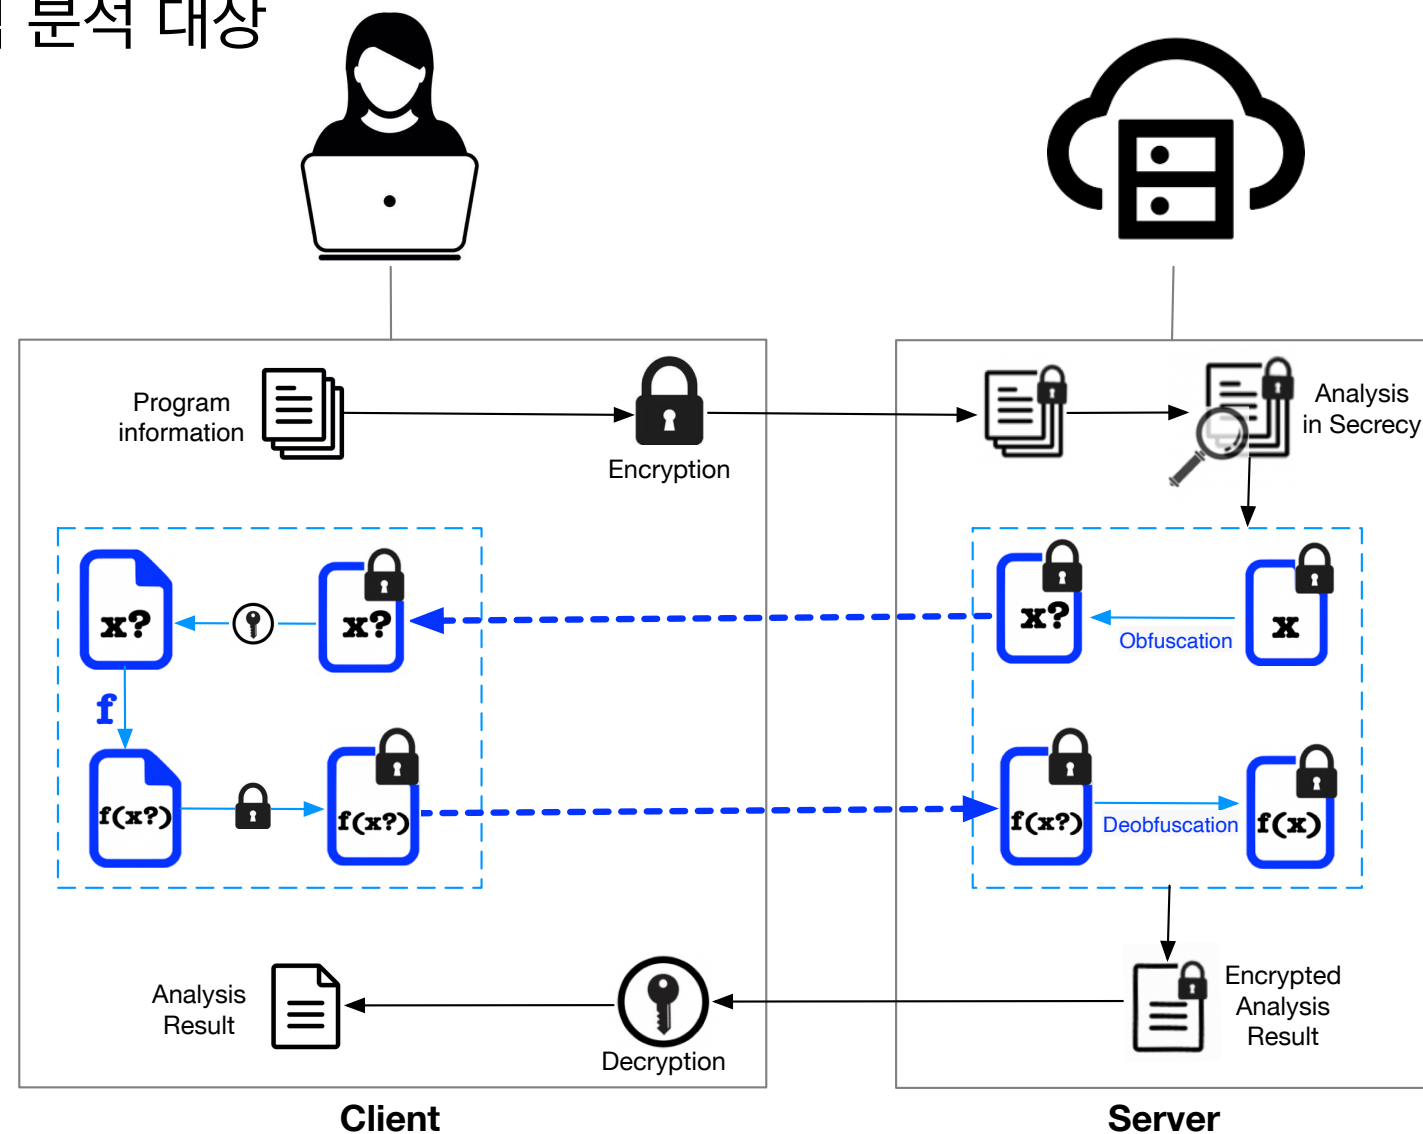 분석 대상
Program
information
Encryption
Analysis
in Secrecy
x?
x?
x?
Obfuscation
x
f
f(x?)
f(x?)
f(x?)
Deobfuscation
f(x)
Analysis
Result
Decryption
Encrypted
Analysis
Result
Client
Server